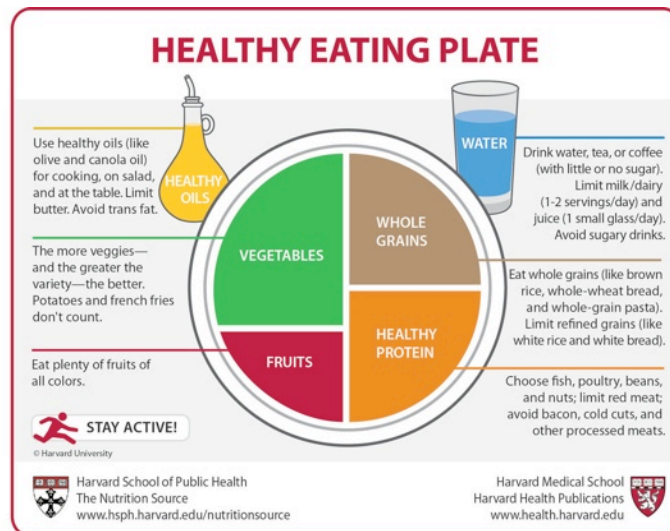 HEALTHY EATING PLATE
Use healthy oils (like
olive and canola oil)
for cooking, on salad,
and at the table. Limit
butter. Avoid trans fat.
HEALTHY
OILS
The more veggies—
and the greater the
variety—the better.
Potatoes and french fries
don't count.
Eat plenty of fruits of
all colors.
VEGETABLES
FRUITS
WHOLE
GRAINS
HEALTHY
PROTEIN
WATER
Drink water, tea, or coffee
(with little or no sugar).
Limit milk/dairy
(1-2 servings/day) and
juice (1 small glass/day).
Avoid sugary drinks.
Eat whole grains (like brown
rice, whole-wheat bread,
and whole-grain pasta).
Limit refined grains (like
white rice and white bread).
Choose fish, poultry, beans,
and nuts; limit red meat;
avoid bacon, cold cuts, and
other processed meats.
STAY ACTIVE!
© Harvard University
Harvard School of Public Health
The Nutrition Source
www.hsph.harvard.edu/nutritionsource
Harvard Medical School
Harvard Health Publications
www.health.harvard.edu